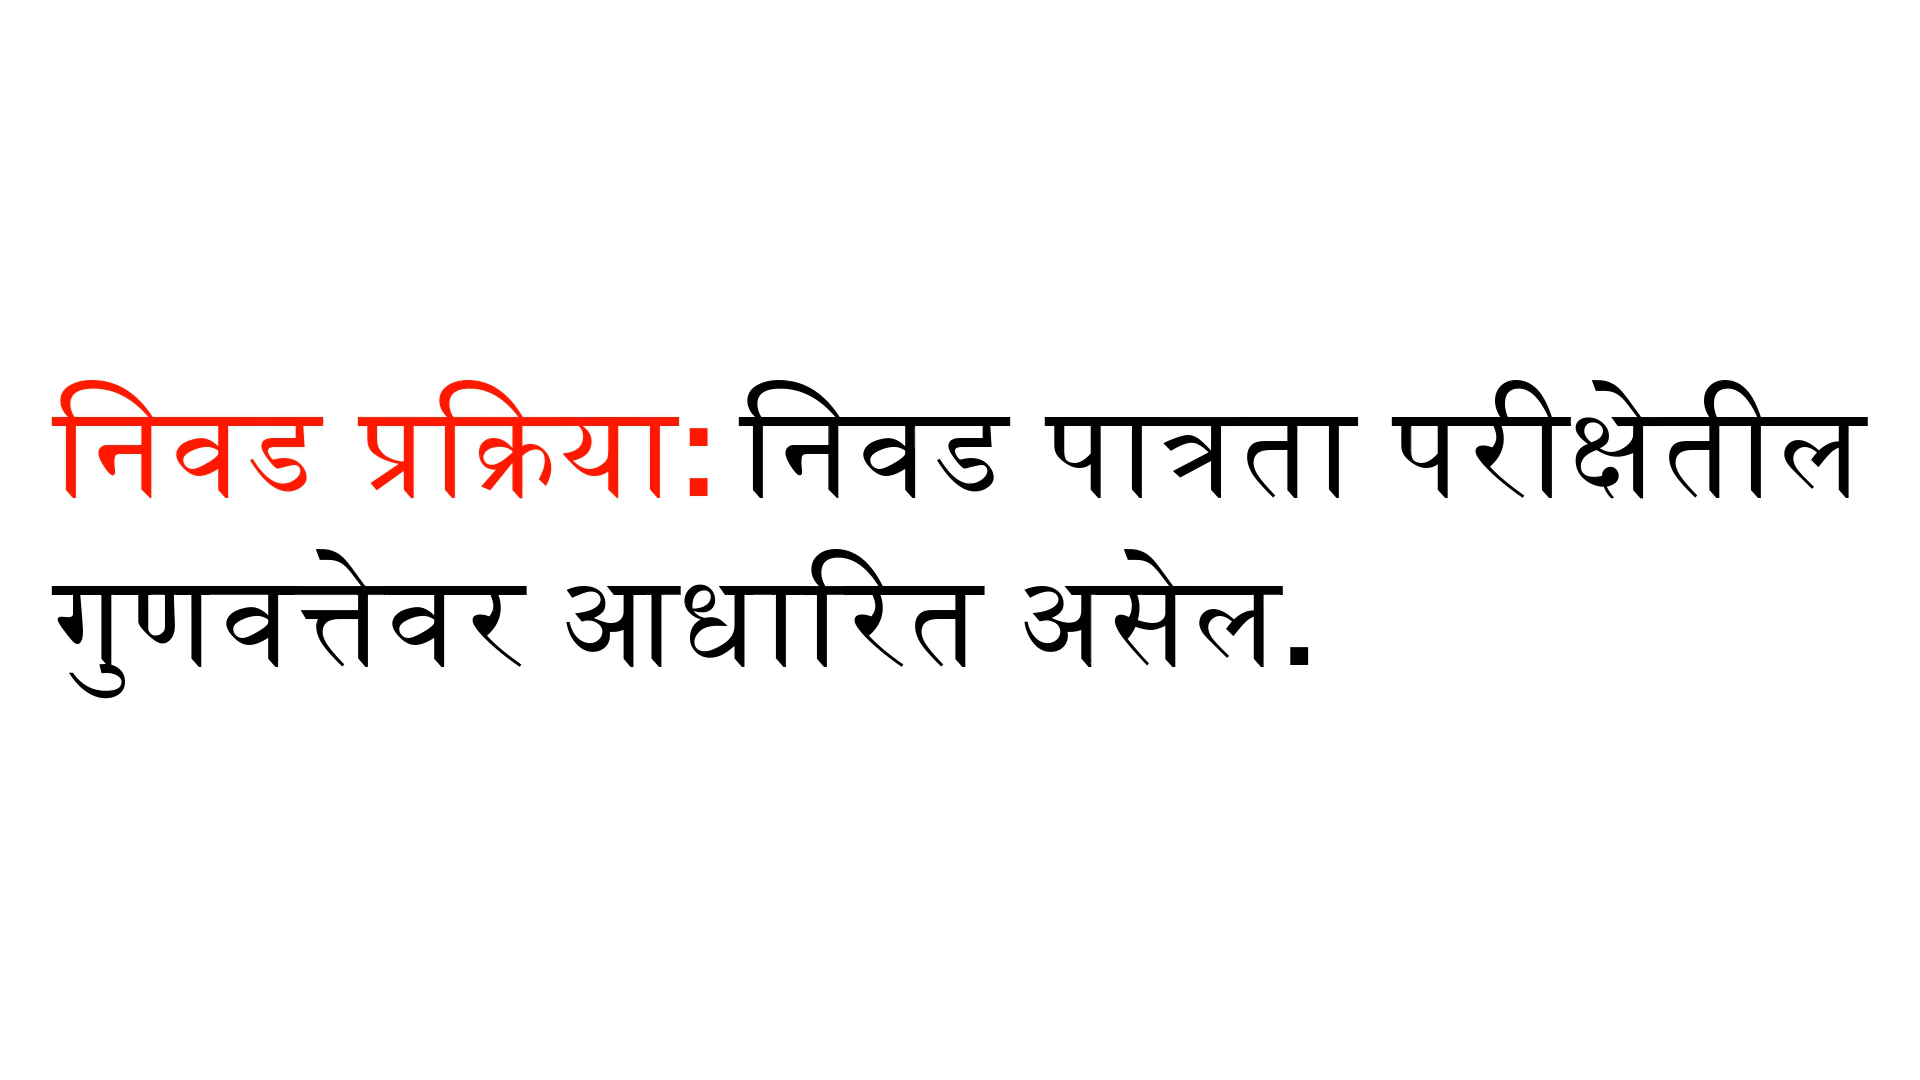 निवड प्रक्रिया: निवड पात्रता परीक्षेतील
गुणवत्तेवर आधारित असेल.